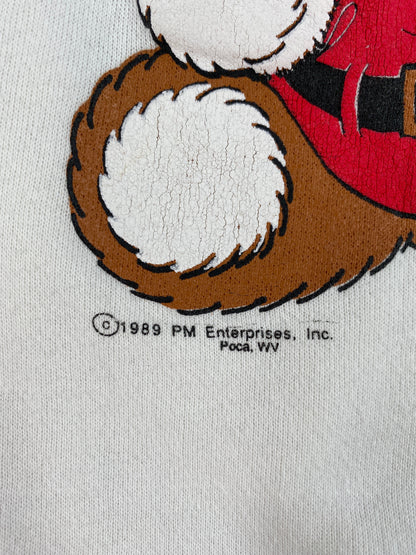 ©1989 PM Enterprises, Inc.
Poca, WV